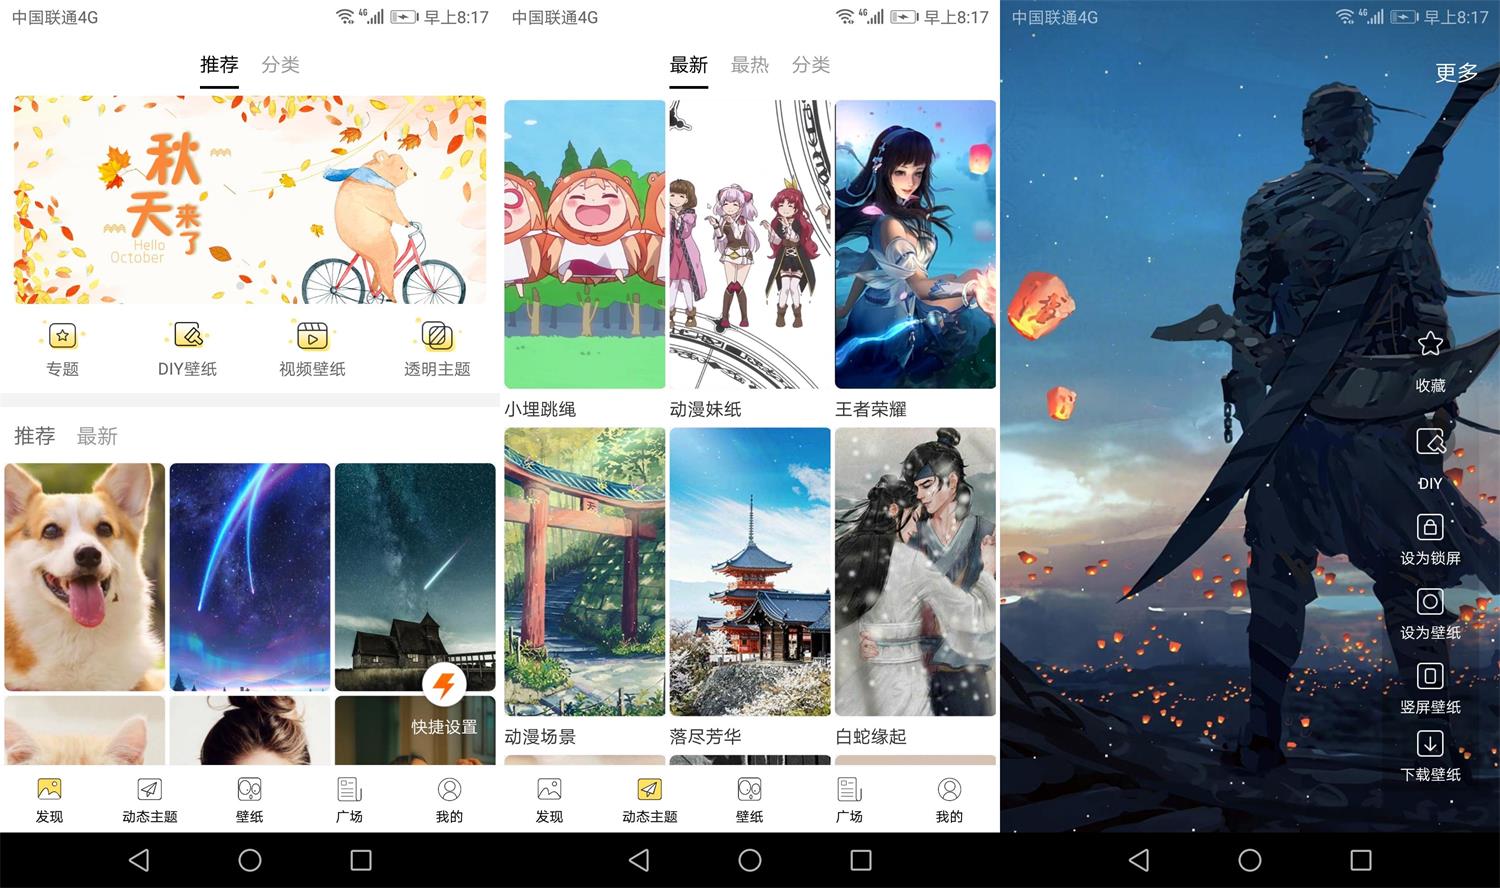 中国联通4G
4G
早上8:17
推荐
分类
秋
天来了
Hello
October
专题
DIY壁纸
视频壁纸
透明主题
推荐
最新
快捷设置
发现
动态主题
壁纸
广场
我的
中国联通4G
4G
早上8:17
最新
最热
分类
小埋跳绳
动漫妹纸
王者荣耀
动漫场景
落尽芳华
白蛇缘起
发现
动态主题
壁纸
广场
我的
中国联通4G
4G
早上8:17
更多
收藏
DIY
设为锁屏
设为壁纸
竖屏壁纸
下载壁纸